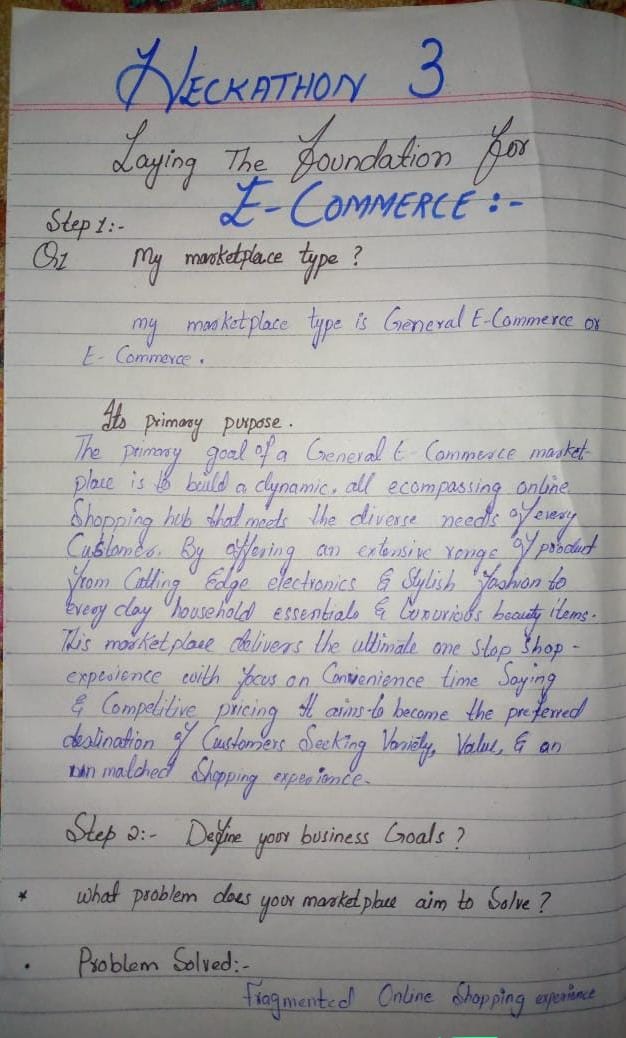 HECKATHON 3
Laying The Foundation For
E-COMMERCE :-
Step 1:-
Q1 My marketplace type ?
my marketplace type is General E-Commerce or
E- Commerce .
Its primary purpose .
The primary goal of a General E-Commerce market-
place is to build a dynamic, all ecompassing online
Shopping hub that meets the diverse needs of every
Customer. By offering an extensive range of product
from Cutting Edge electronics & Stylish fashion to
Every day household essentials & Luxurious beauty items.
This marketplace delivers the ultimate one stop shop -
experience with focus on Convenience time Saying
& Competitive pricing It aims to become the preferred
destination of Customers Seeking Variety, Value, & an
unmatched Shopping experience.
Step 2:- Define your business Goals ?
* what problem does your marketplace aim to Solve ?
. Problem Solved:-
Fragmented Online Shopping experience